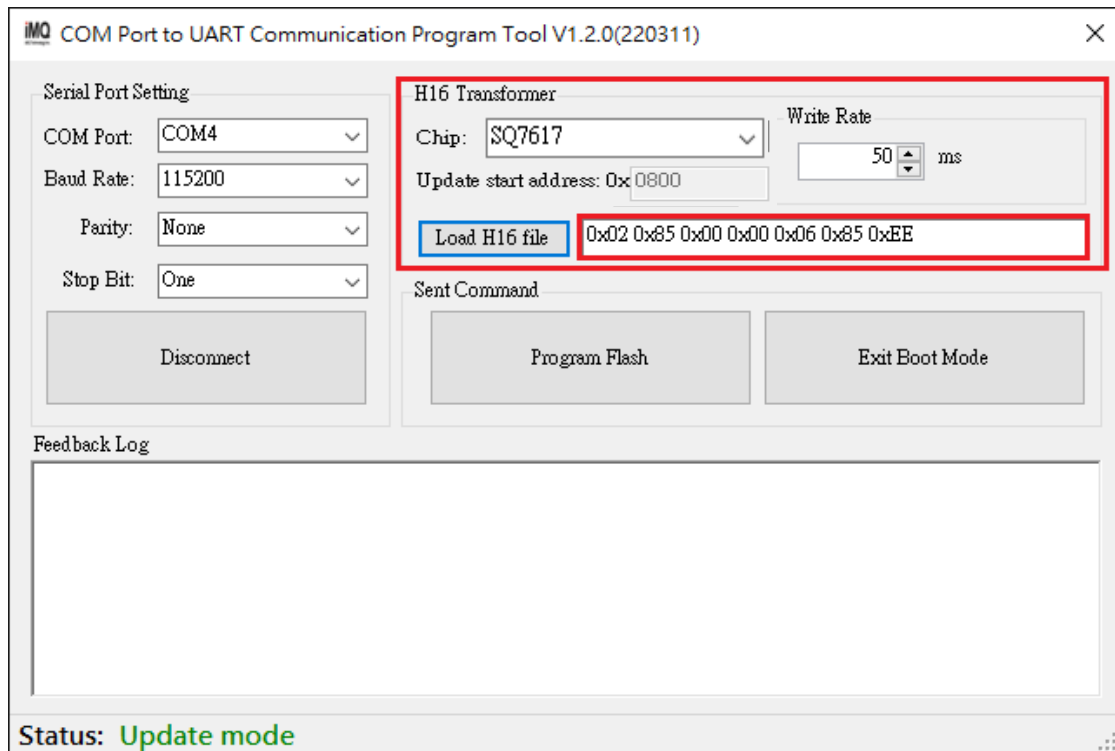 iMQ COM Port to UART Communication Program Tool V1.2.0(220311)
Serial Port Setting
COM Port: COM4
Baud Rate: 115200
Parity: None
Stop Bit: One
Disconnect
H16 Transformer
Chip: SQ7617
Update start address: 0x 0800
Write Rate
50 ms
Load H16 file 0x02 0x85 0x00 0x00 0x06 0x85 0xEE
Sent Command
Program Flash Exit Boot Mode
Feedback Log
Status: Update mode